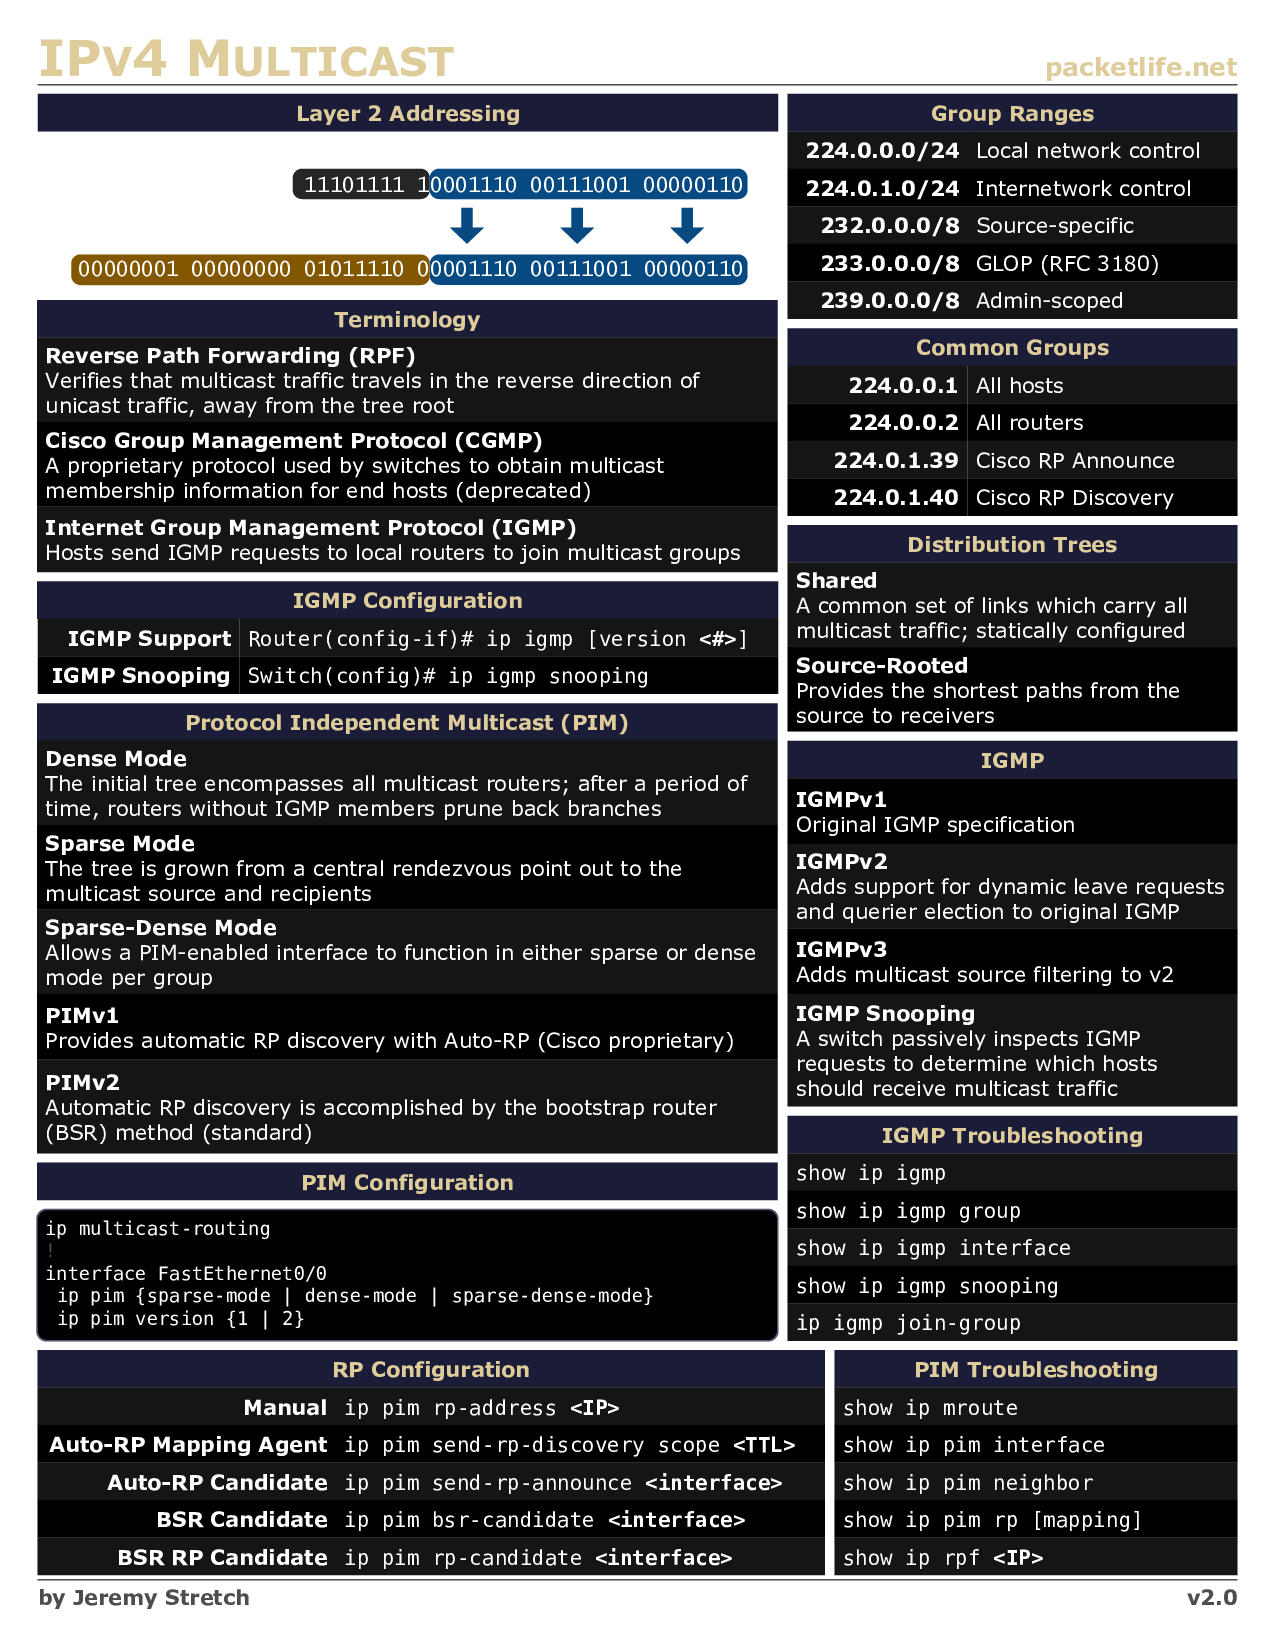 IPv4 Multicast
packetlife.net
Layer 2 Addressing
11101111 10001110 00111001 00000110
00000001 00000000 01011110 00001110 00111001 00000110
Terminology
Reverse Path Forwarding (RPF)
Verifies that multicast traffic travels in the reverse direction of
unicast traffic, away from the tree root
Cisco Group Management Protocol (CGMP)
A proprietary protocol used by switches to obtain multicast
membership information for end hosts (deprecated)
Internet Group Management Protocol (IGMP)
Hosts send IGMP requests to local routers to join multicast groups
IGMP Configuration
IGMP Support Router(config-if)# ip igmp [version <#>]
IGMP Snooping Switch(config)# ip igmp snooping
Protocol Independent Multicast (PIM)
Dense Mode
The initial tree encompasses all multicast routers; after a period of
time, routers without IGMP members prune back branches
Sparse Mode
The tree is grown from a central rendezvous point out to the
multicast source and recipients
Sparse-Dense Mode
Allows a PIM-enabled interface to function in either sparse or dense
mode per group
PIMv1
Provides automatic RP discovery with Auto-RP (Cisco proprietary)
PIMv2
Automatic RP discovery is accomplished by the bootstrap router
(BSR) method (standard)
PIM Configuration
ip multicast-routing
!
interface FastEthernet0/0
ip pim {sparse-mode | dense-mode | sparse-dense-mode}
ip pim version {1 | 2}
Group Ranges
224.0.0.0/24 Local network control
224.0.1.0/24 Internetwork control
232.0.0.0/8 Source-specific
233.0.0.0/8 GLOP (RFC 3180)
239.0.0.0/8 Admin-scoped
Common Groups
224.0.0.1 All hosts
224.0.0.2 All routers
224.0.1.39 Cisco RP Announce
224.0.1.40 Cisco RP Discovery
Distribution Trees
Shared
A common set of links which carry all
multicast traffic; statically configured
Source-Rooted
Provides the shortest paths from the
source to receivers
IGMP
IGMPv1
Original IGMP specification
IGMPv2
Adds support for dynamic leave requests
and querier election to original IGMP
IGMPv3
Adds multicast source filtering to v2
IGMP Snooping
A switch passively inspects IGMP
requests to determine which hosts
should receive multicast traffic
IGMP Troubleshooting
show ip igmp
show ip igmp group
show ip igmp interface
show ip igmp snooping
ip igmp join-group
RP Configuration
Manual ip pim rp-address <IP>
Auto-RP Mapping Agent ip pim send-rp-discovery scope <TTL>
Auto-RP Candidate ip pim send-rp-announce <interface>
BSR Candidate ip pim bsr-candidate <interface>
BSR RP Candidate ip pim rp-candidate <interface>
PIM Troubleshooting
show ip mroute
show ip pim interface
show ip pim neighbor
show ip pim rp [mapping]
show ip rpf <IP>
by Jeremy Stretch
v2.0